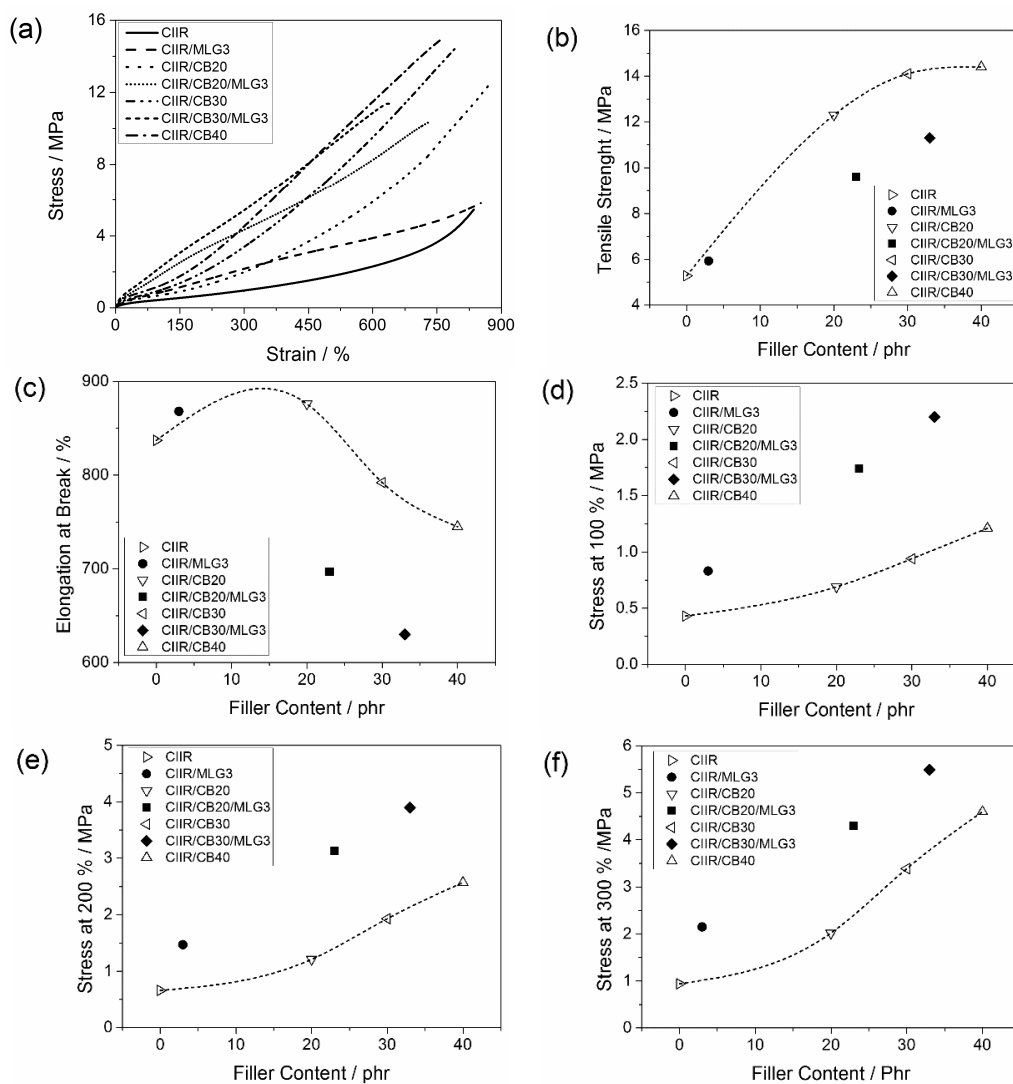 (a)
CIIR
CIIR/MLG3
CIIR/CB20
CIIR/CB20/MLG3
CIIR/CB30
CIIR/CB30/MLG3
CIIR/CB40
16
12
8
4
0
Stress / MPa
0 150 300 450 600 750 900
Strain / %
(b)
16
14
12
10
8
6
4
Tensile Strenght / MPa
CIIR
CIIR/MLG3
CIIR/CB20
CIIR/CB20/MLG3
CIIR/CB30
CIIR/CB30/MLG3
CIIR/CB40
0 10 20 30 40
Filler Content / phr
(c)
900
800
700
600
Elongation at Break / %
CIIR
CIIR/MLG3
CIIR/CB20
CIIR/CB20/MLG3
CIIR/CB30
CIIR/CB30/MLG3
CIIR/CB40
0 10 20 30 40
Filler Content / phr
(d)
2.5
2.0
1.5
1.0
0.5
0.0
Stress at 100 % / MPa
CIIR
CIIR/MLG3
CIIR/CB20
CIIR/CB20/MLG3
CIIR/CB30
CIIR/CB30/MLG3
CIIR/CB40
0 10 20 30 40
Filler Content / phr
(e)
5
4
3
2
1
0
Stress at 200 % / MPa
CIIR
CIIR/MLG3
CIIR/CB20
CIIR/CB20/MLG3
CIIR/CB30
CIIR/CB30/MLG3
CIIR/CB40
0 10 20 30 40
Filler Content / phr
(f)
6
5
4
3
2
1
0
Stress at 300 % /MPa
CIIR
CIIR/MLG3
CIIR/CB20
CIIR/CB20/MLG3
CIIR/CB30
CIIR/CB30/MLG3
CIIR/CB40
0 10 20 30 40
Filler Content / Phr